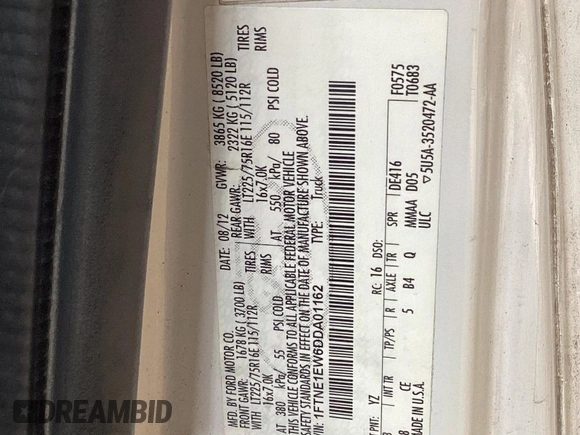 MFD. BY FORD MOTOR CO.
08/12
GVWR: 3865 KG ( 8520 LB)
FRONT GAWR: 1678 KG ( 3700 LB)
REAR GAWR: 2322 KG ( 5120 LB)
LT225/75R16E 115/112R TIRES WITH LT225/75R16E 115/112R TIRES
16x7.0K RIMS 16x7.0K RIMS
AT 380 kPa/ 55 PSI COLD AT 550 kPa/ 80 PSI COLD
THIS VEHICLE CONFORMS TO ALL APPLICABLE FEDERAL MOTOR VEHICLE
SAFETY STANDARDS IN EFFECT ON THE DATE OF MANUFACTURE SHOWN ABOVE.
VIN: 1FTNE1EW6DDA01162
TYPE: Truck
F0575
T0683
PNT: YZ RC: 16 DSO:
INT TR TP/PS R AXLE TR SPR DE416
CE 5 B4 Q MMAA D05
MADE IN U.S.A. ULC
▽5U5A-3520472-AA
DREAMBID